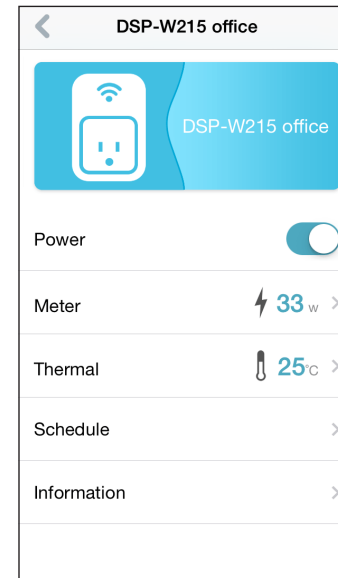 DSP-W215 office
DSP-W215 office
Power
Meter 33 w
Thermal 25°C
Schedule
Information